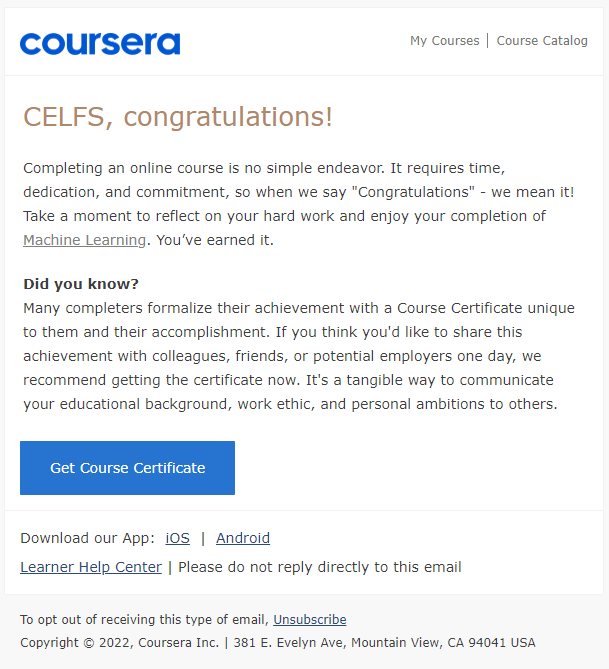 coursera
My Courses | Course Catalog
CELFS, congratulations!
Completing an online course is no simple endeavor. It requires time,
dedication, and commitment, so when we say "Congratulations" - we mean it!
Take a moment to reflect on your hard work and enjoy your completion of
Machine Learning. You’ve earned it.
Did you know?
Many completers formalize their achievement with a Course Certificate unique
to them and their accomplishment. If you think you'd like to share this
achievement with colleagues, friends, or potential employers one day, we
recommend getting the certificate now. It's a tangible way to communicate
your educational background, work ethic, and personal ambitions to others.
Get Course Certificate
Download our App: iOS | Android
Learner Help Center | Please do not reply directly to this email
To opt out of receiving this type of email, Unsubscribe
Copyright © 2022, Coursera Inc. | 381 E. Evelyn Ave, Mountain View, CA 94041 USA